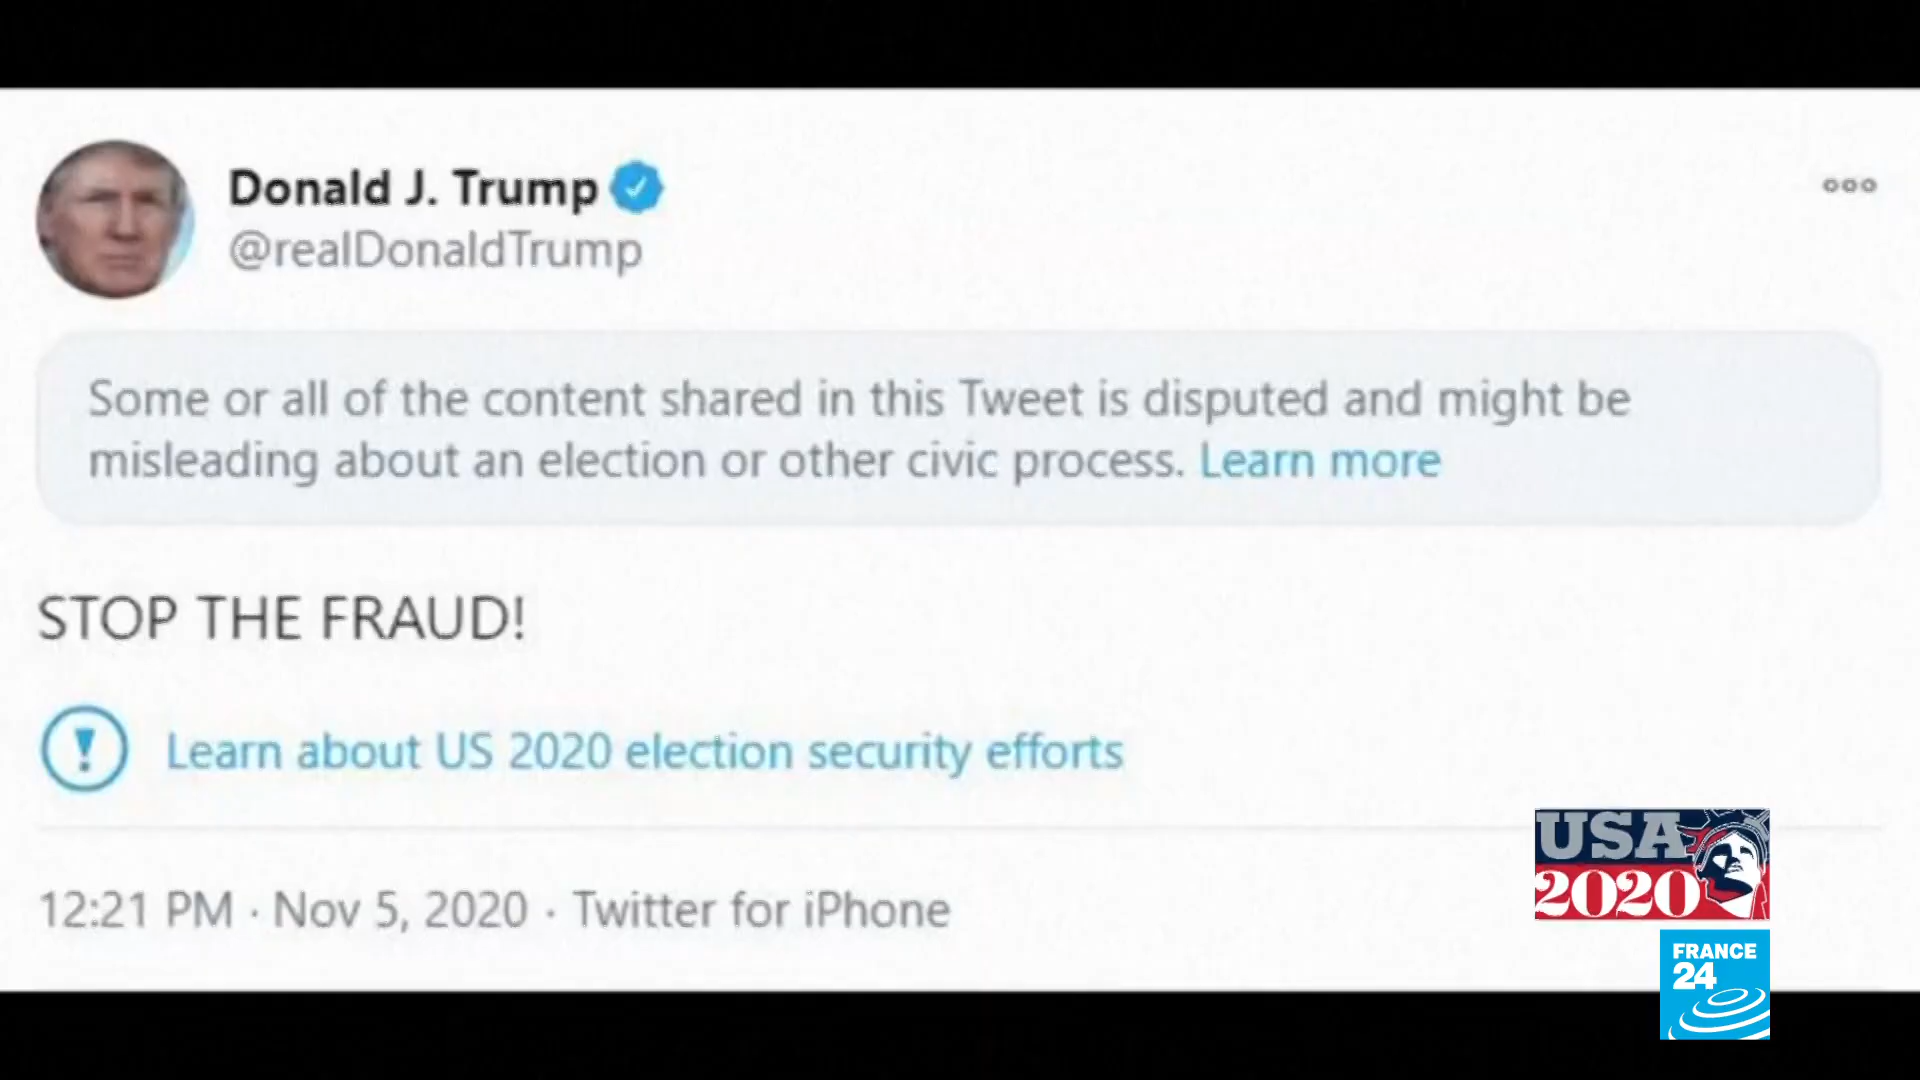 Donald J. Trump
@realDonaldTrump
Some or all of the content shared in this Tweet is disputed and might be
misleading about an election or other civic process. Learn more
STOP THE FRAUD!
Learn about US 2020 election security efforts
12:21 PM · Nov 5, 2020 · Twitter for iPhone
USA
2020
FRANCE
24